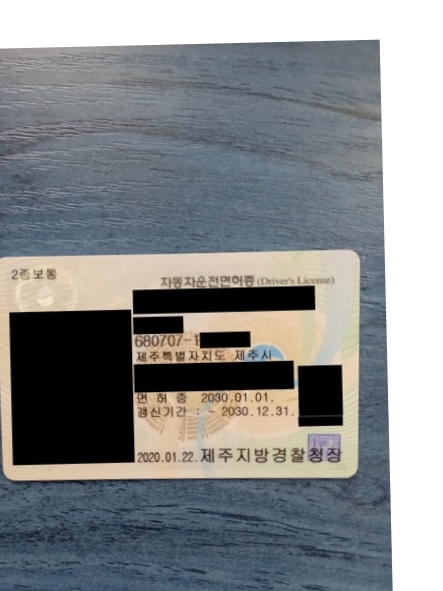 2종보통
자동차운전면허증 (Driver's License)
680707-1
제주특별자치도 제주시
면 허 증 2030.01.01.
갱신기간 : ~ 2030.12.31.
2020.01.22. 제주지방경찰청장